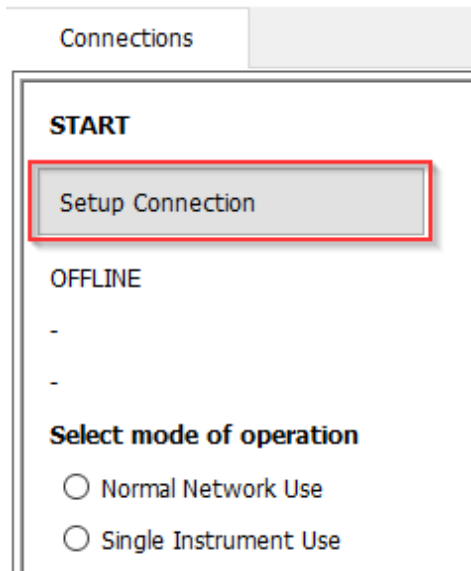 Connections
START
Setup Connection
OFFLINE
-
-
Select mode of operation
Normal Network Use
Single Instrument Use